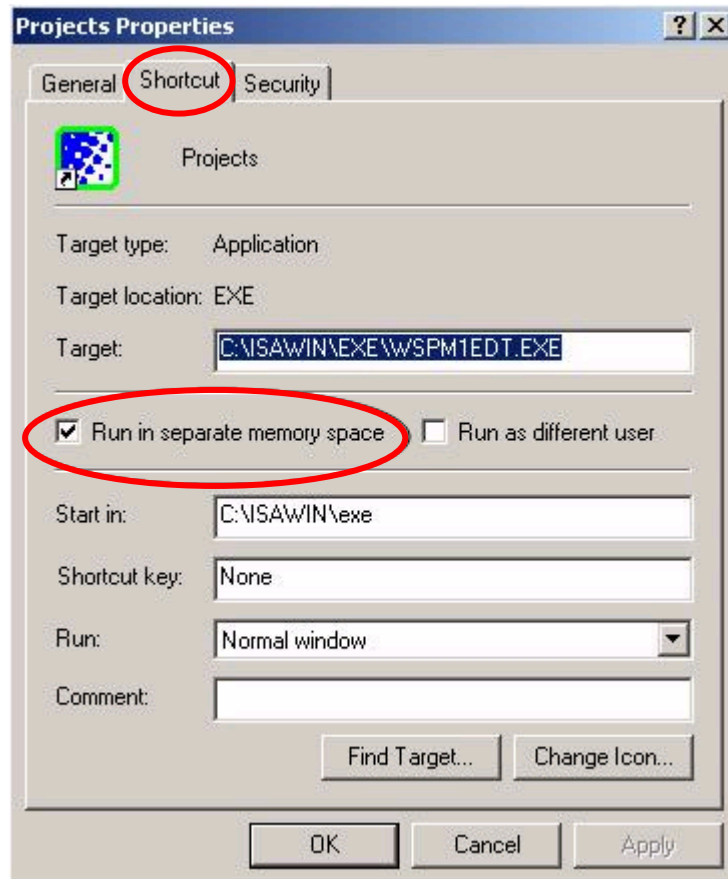 Projects Properties
General Shortcut Security
Projects
Target type: Application
Target location: EXE
Target: C:\ISAWIN\EXE\WSPM1EDT.EXE
Run in separate memory space Run as different user
Start in: C:\ISAWIN\exe
Shortcut key: None
Run: Normal window
Comment:
Find Target... Change Icon...
OK Cancel Apply